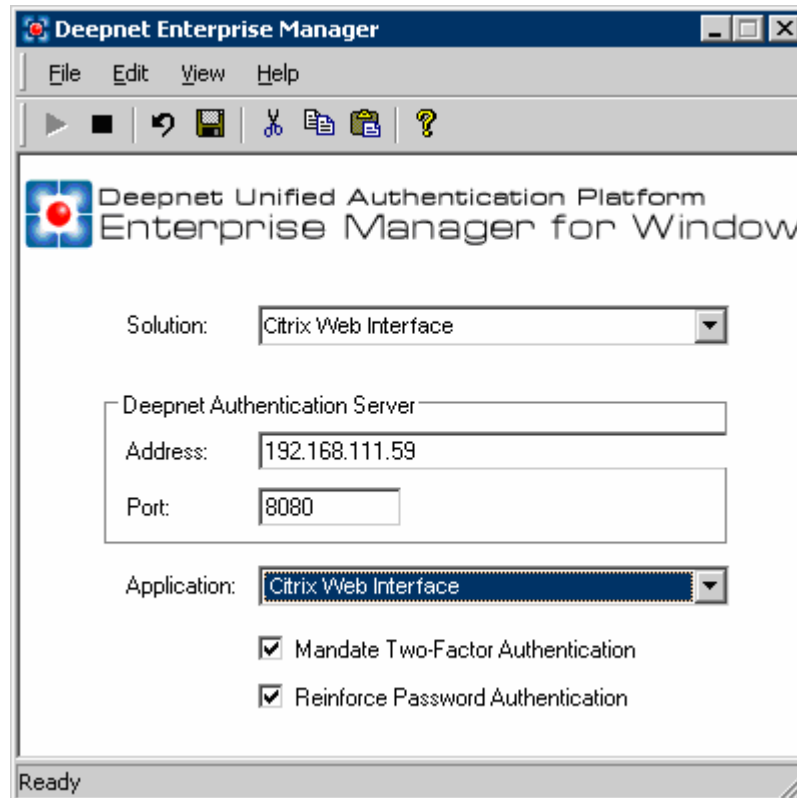 Deepnet Enterprise Manager
File Edit View Help
Deepnet Unified Authentication Platform
Enterprise Manager for Window
Solution: Citrix Web Interface
Deepnet Authentication Server
Address: 192.168.111.59
Port: 8080
Application: Citrix Web Interface
Mandate Two-Factor Authentication
Reinforce Password Authentication
Ready